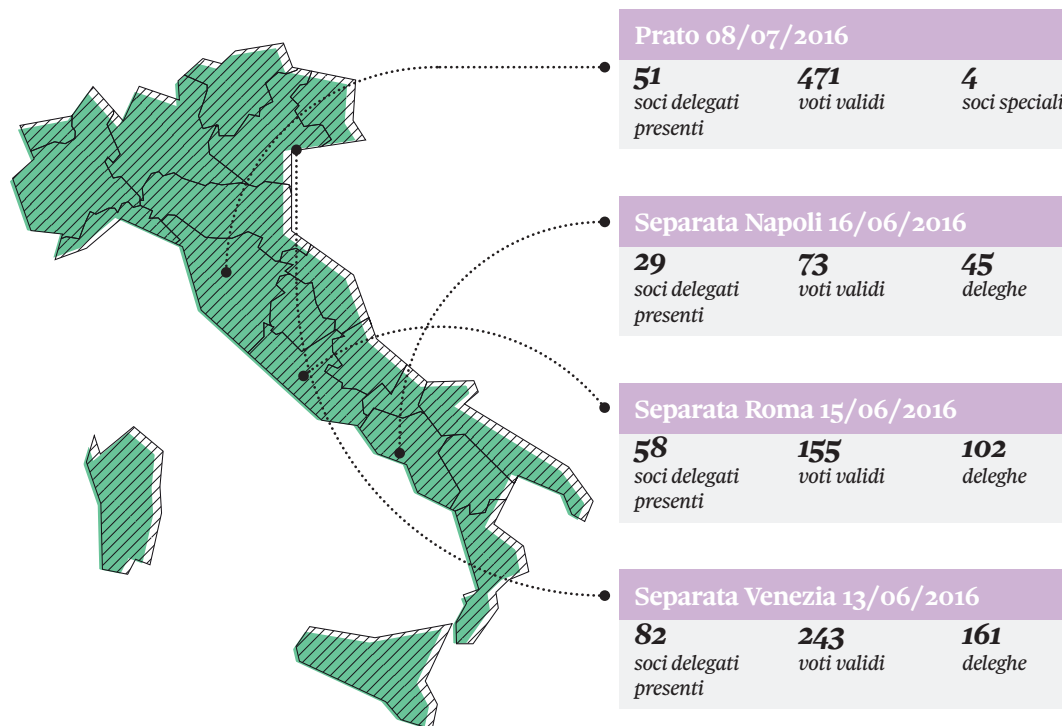 Prato 08/07/2016
51 471 4
soci delegati voti validi soci speciali
presenti
Separata Napoli 16/06/2016
29 73 45
soci delegati voti validi deleghe
presenti
Separata Roma 15/06/2016
58 155 102
soci delegati voti validi deleghe
presenti
Separata Venezia 13/06/2016
82 243 161
soci delegati voti validi deleghe
presenti